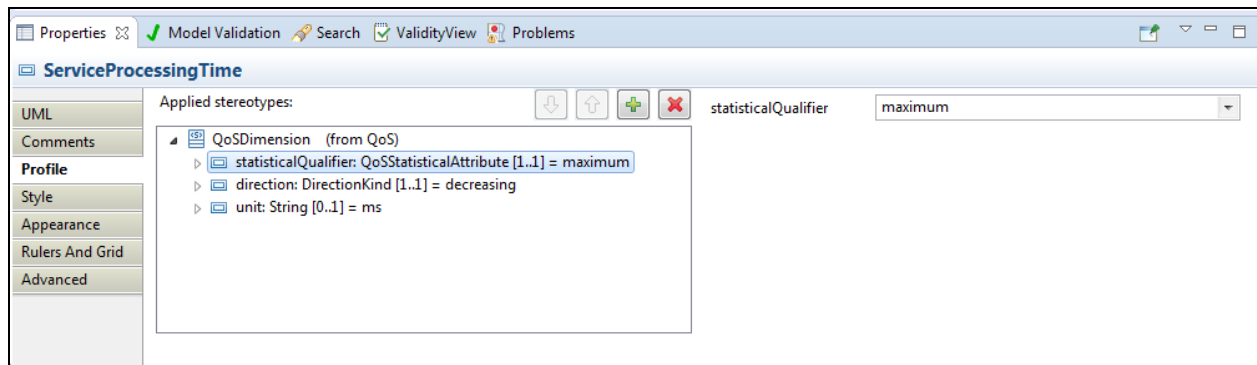 Properties Model Validation Search ValidityView Problems
ServiceProcessingTime
UML
Comments
Profile
Style
Appearance
Rulers And Grid
Advanced
Applied stereotypes:
QoSDimension (from QoS)
statisticalQualifier: QoSStatisticalAttribute [1..1] = maximum
direction: DirectionKind [1..1] = decreasing
unit: String [0..1] = ms
statisticalQualifier maximum